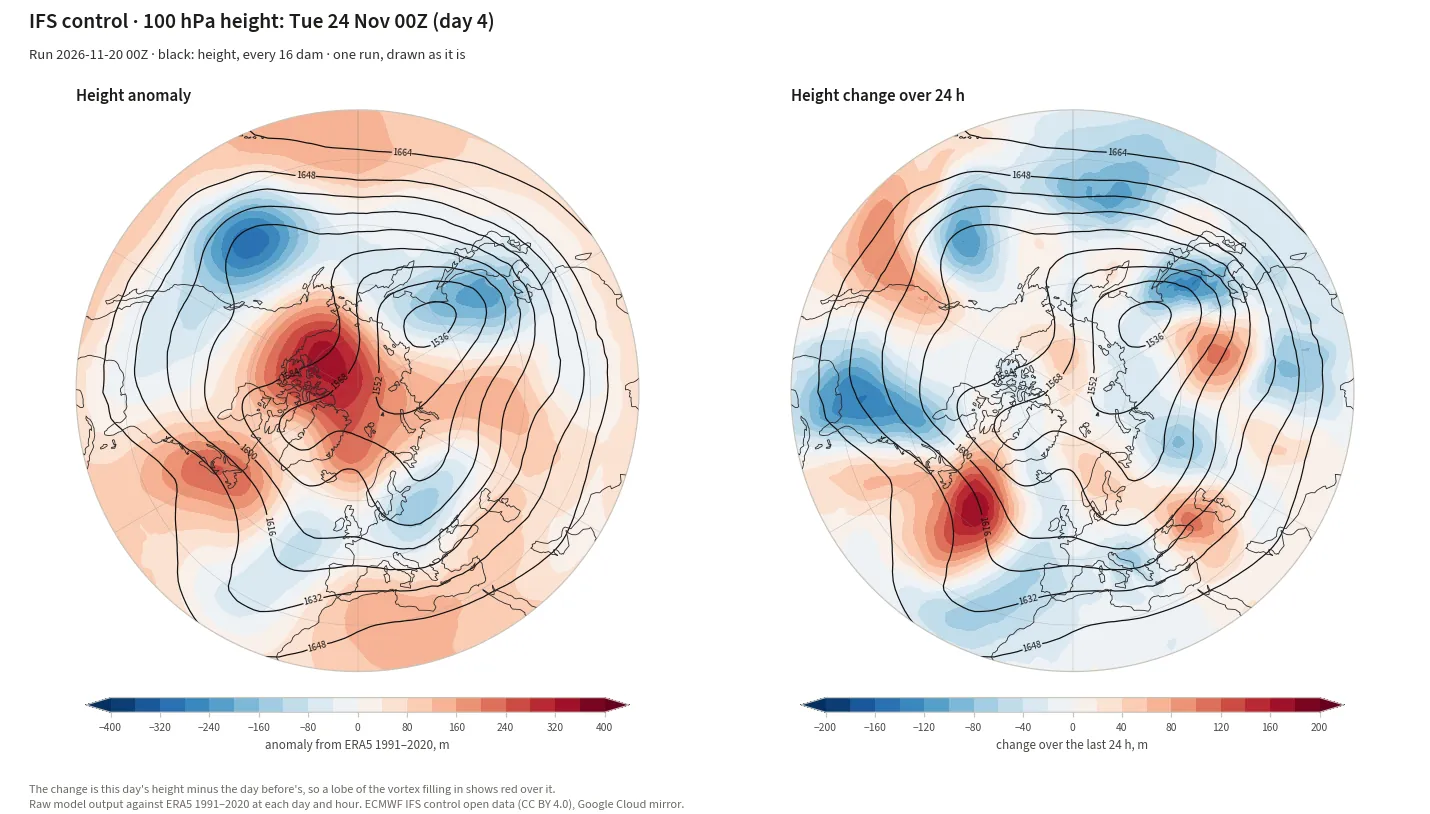 IFS control · 100 hPa height: Tue 24 Nov 00Z (day 4)
Run 2026-11-20 00Z · black: height, every 16 dam · one run, drawn as it is
Height anomaly
Height change over 24 h
1664
1648
1536
1568
1552
1600
1616
1632
1648
1664
1648
1536
1568
1552
1600
1616
1632
1648
−400 −320 −240 −160 −80 0 80 160 240 320 400
anomaly from ERA5 1991–2020, m
−200 −160 −120 −80 −40 0 40 80 120 160 200
change over the last 24 h, m
The change is this day's height minus the day before's, so a lobe of the vortex filling in shows red over it.
Raw model output against ERA5 1991–2020 at each day and hour. ECMWF IFS control open data (CC BY 4.0), Google Cloud mirror.